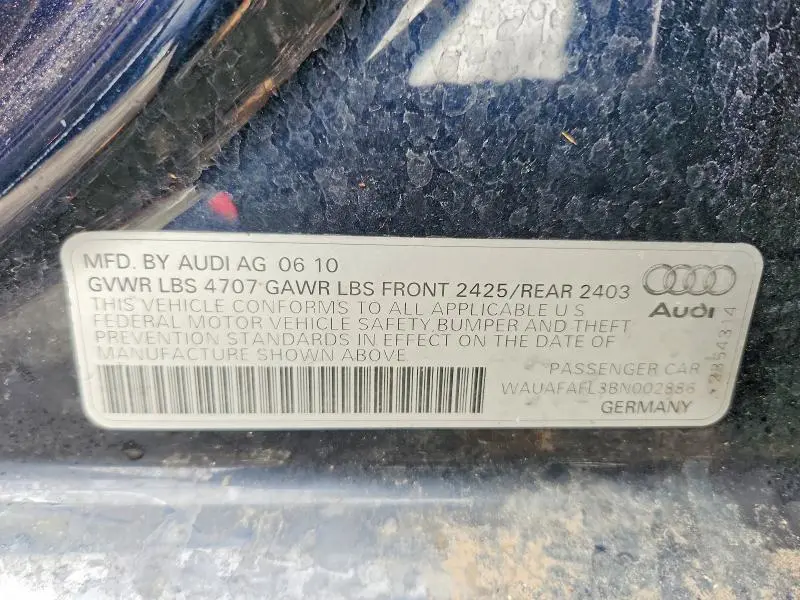 MFD. BY AUDI AG 06 10
GVWR LBS 4707 GAWR LBS FRONT 2425/REAR 2403
THIS VEHICLE CONFORMS TO ALL APPLICABLE U S
FEDERAL MOTOR VEHICLE SAFETY, BUMPER AND THEFT
PREVENTION STANDARDS IN EFFECT ON THE DATE OF
MANUFACTURE SHOWN ABOVE.
PASSENGER CAR
WAUAFAFL3BN002886
GERMANY
Audi